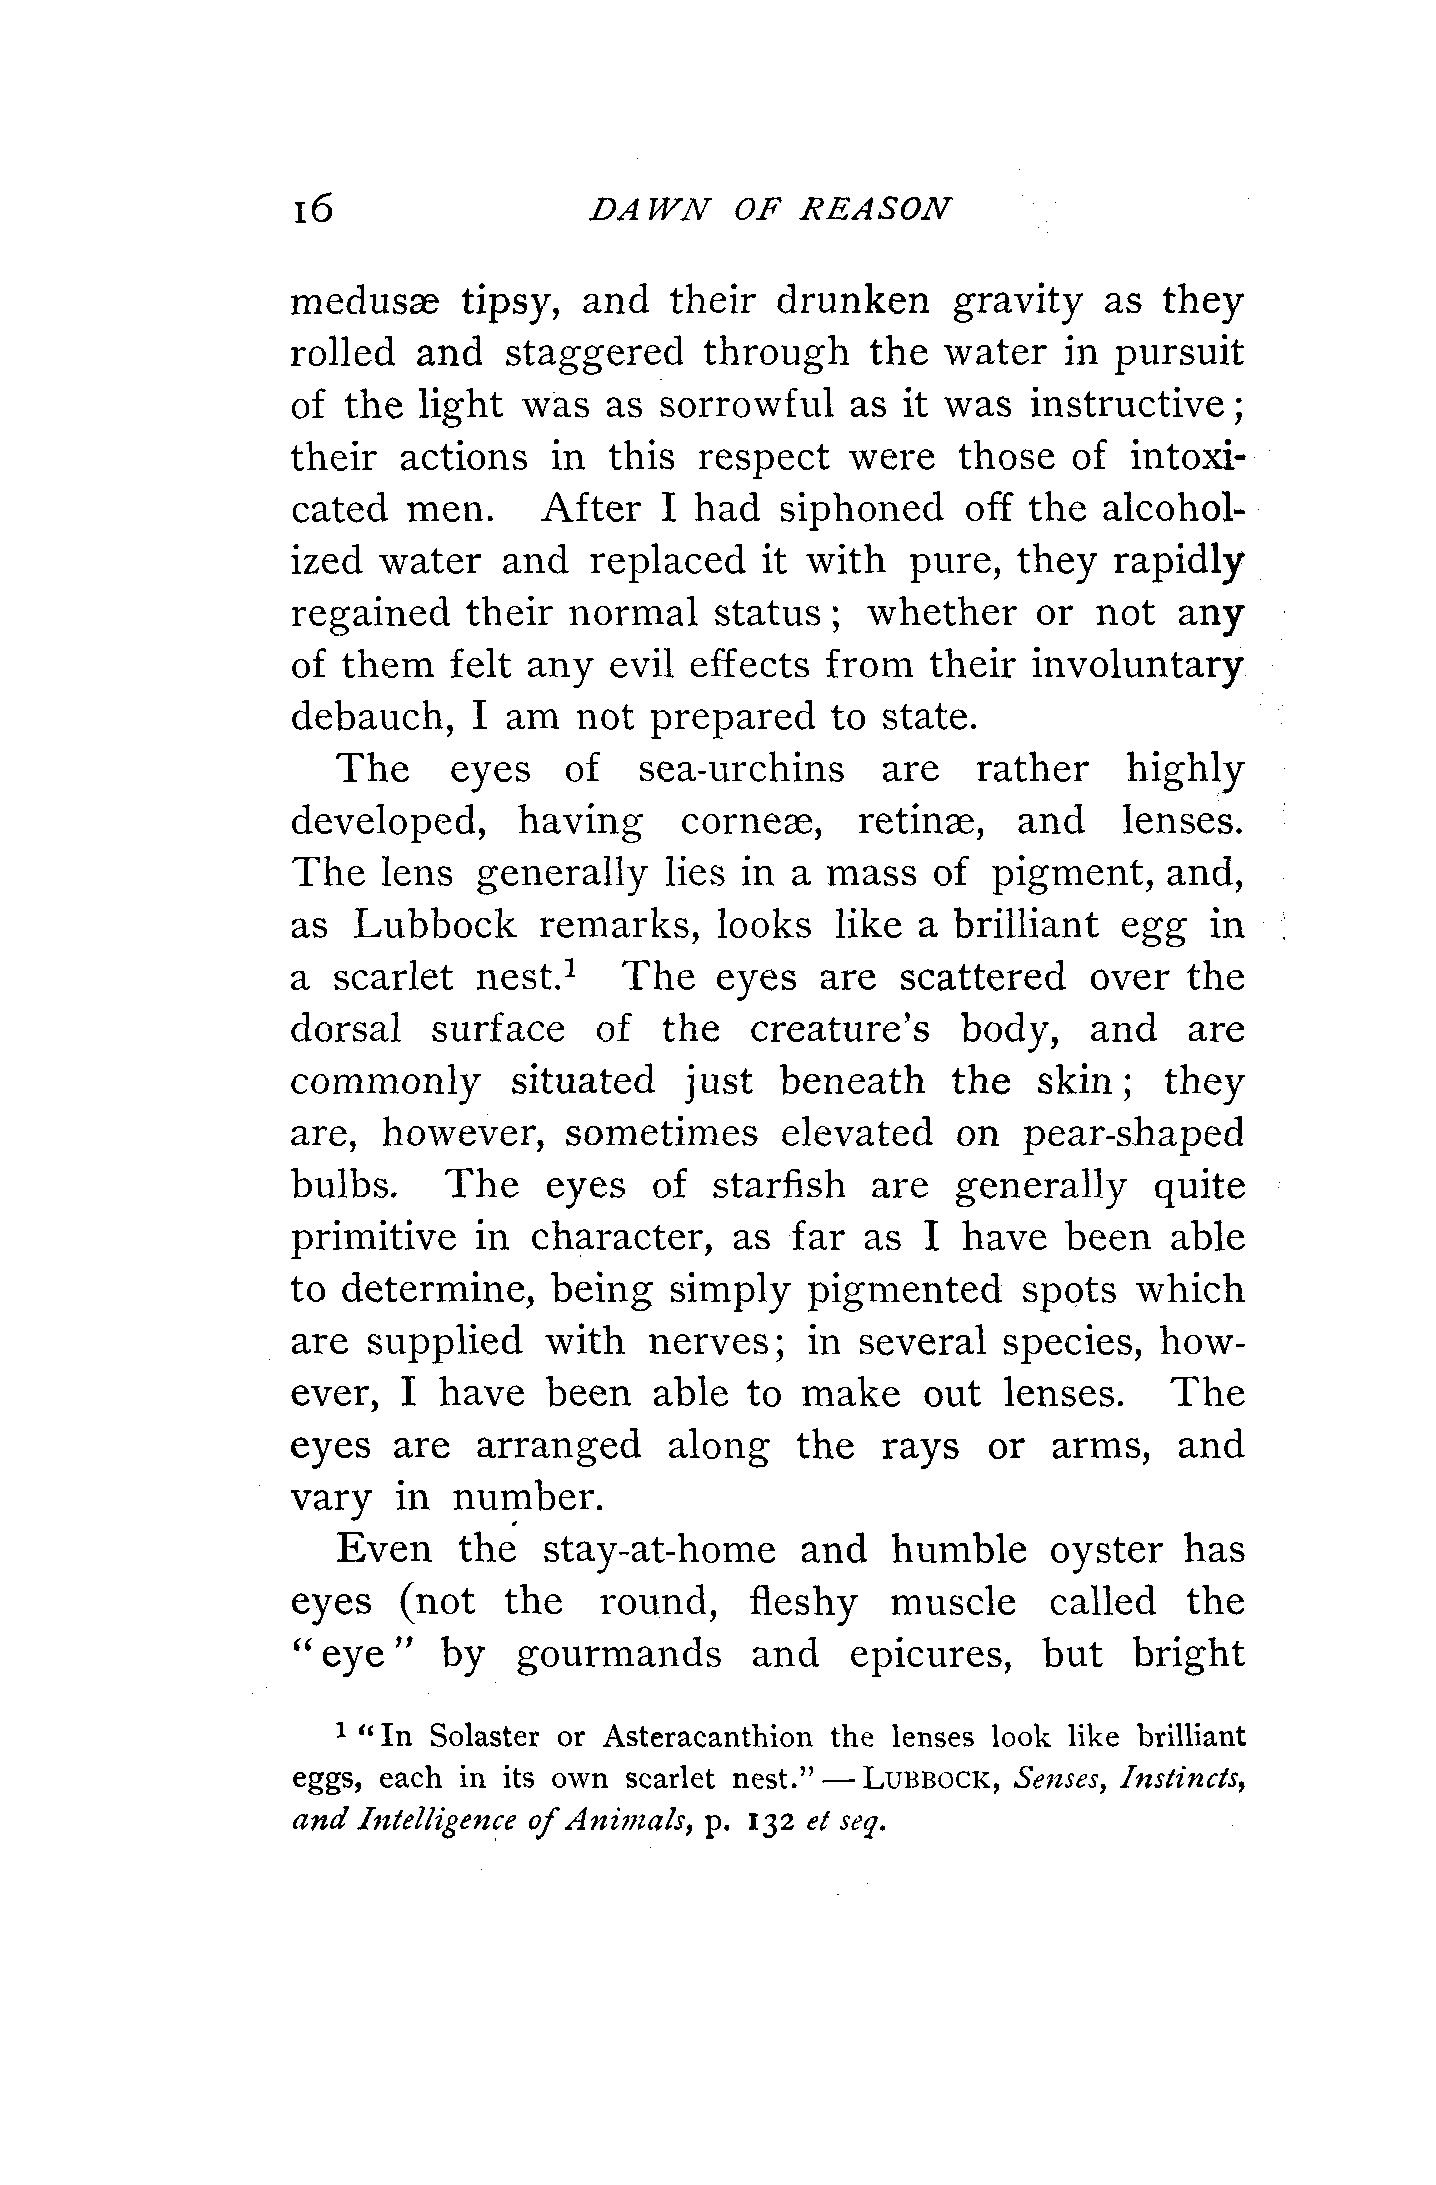 16 DAWN OF REASON
medusæ tipsy, and their drunken gravity as they
rolled and staggered through the water in pursuit
of the light was as sorrowful as it was instructive;
their actions in this respect were those of intoxi-
cated men. After I had siphoned off the alcohol-
ized water and replaced it with pure, they rapidly
regained their normal status; whether or not any
of them felt any evil effects from their involuntary
debauch, I am not prepared to state.
The eyes of sea-urchins are rather highly
developed, having corneæ, retinæ, and lenses.
The lens generally lies in a mass of pigment, and,
as Lubbock remarks, looks like a brilliant egg in
a scarlet nest.¹ The eyes are scattered over the
dorsal surface of the creature's body, and are
commonly situated just beneath the skin; they
are, however, sometimes elevated on pear-shaped
bulbs. The eyes of starfish are generally quite
primitive in character, as far as I have been able
to determine, being simply pigmented spots which
are supplied with nerves; in several species, how-
ever, I have been able to make out lenses. The
eyes are arranged along the rays or arms, and
vary in number.
Even the stay-at-home and humble oyster has
eyes (not the round, fleshy muscle called the
"eye" by gourmands and epicures, but bright
¹ "In Solaster or Asteracanthion the lenses look like brilliant
eggs, each in its own scarlet nest." — LUBBOCK, Senses, Instincts,
and Intelligence of Animals, p. 132 et seq.